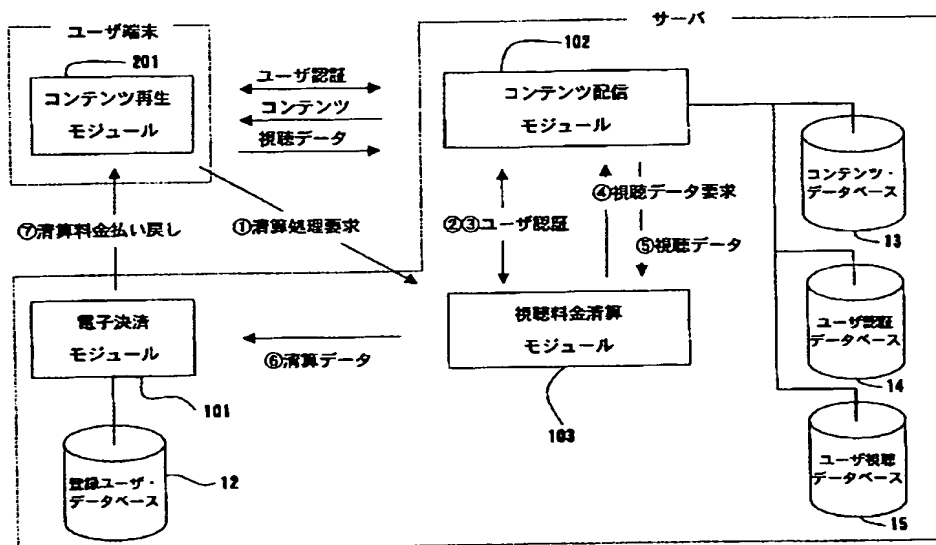 ユーザ端末
201
コンテンツ再生
モジュール
ユーザ認証
コンテンツ
視聴データ
サーバ
102
コンテンツ配信
モジュール
コンテンツ・
データベース
13
⑦清算料金払い戻し
①清算処理要求
②③ユーザ認証
④視聴データ要求
⑤視聴データ
電子決済
モジュール
101
⑥清算データ
視聴料金清算
モジュール
103
ユーザ認証
データベース
14
登録ユーザ・
データベース
12
ユーザ視聴
データベース
15